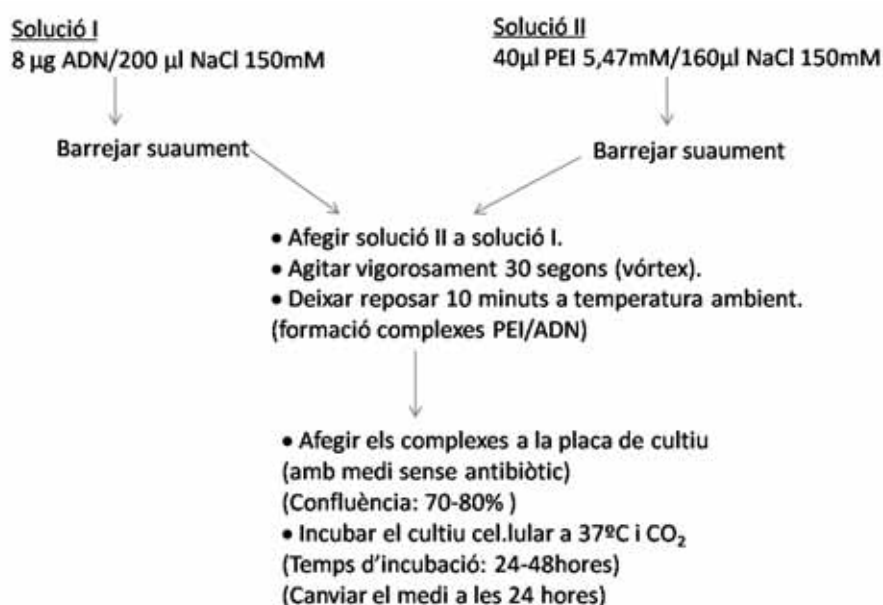 Solució I
8 µg ADN/200 µl NaCl 150mM
Solució II
40µl PEI 5,47mM/160µl NaCl 150mM
Barrejar suaument
Barrejar suaument
• Afegir solució II a solució I.
• Agitar vigorosament 30 segons (vórtex).
• Deixar reposar 10 minuts a temperatura ambient.
(formació complexes PEI/ADN)
• Afegir els complexes a la placa de cultiu
(amb medi sense antibiòtic)
(Confluència: 70-80% )
• Incubar el cultiu cel.lular a 37ºC i CO₂
(Temps d'incubació: 24-48hores)
(Canviar el medi a les 24 hores)